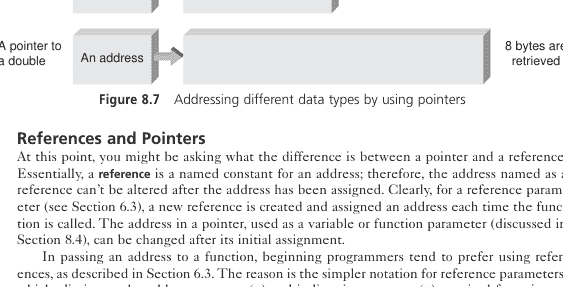 A pointer to
a double
An address
8 bytes are
retrieved
Figure 8.7 Addressing different data types by using pointers
References and Pointers
At this point, you might be asking what the difference is between a pointer and a reference
Essentially, a reference is a named constant for an address; therefore, the address named as a
reference can't be altered after the address has been assigned. Clearly, for a reference param-
eter (see Section 6.3), a new reference is created and assigned an address each time the func-
tion is called. The address in a pointer, used as a variable or function parameter (discussed in
Section 8.4), can be changed after its initial assignment.
In passing an address to a function, beginning programmers tend to prefer using refer-
ences, as described in Section 6.3. The reason is the simpler notation for reference parameters